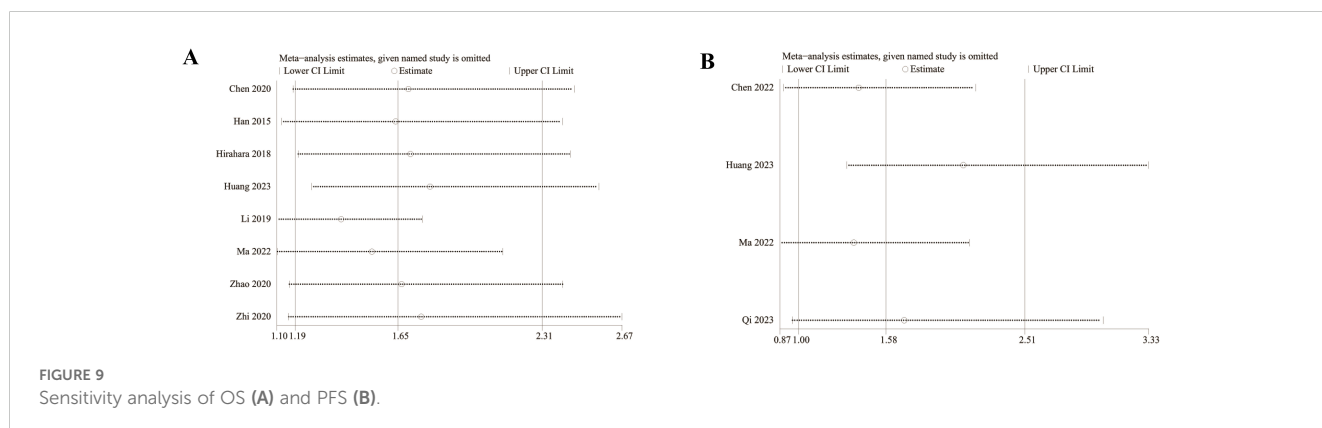 A
Meta−analysis estimates, given named study is omitted
Lower CI Limit Estimate Upper CI Limit
Chen 2020
Han 2015
Hirahara 2018
Huang 2023
Li 2019
Ma 2022
Zhao 2020
Zhi 2020
1.10 1.19 1.65 2.31 2.67
B
Meta−analysis estimates, given named study is omitted
Lower CI Limit Estimate Upper CI Limit
Chen 2022
Huang 2023
Ma 2022
Qi 2023
0.87 1.00 1.58 2.51 3.33
FIGURE 9
Sensitivity analysis of OS (A) and PFS (B).